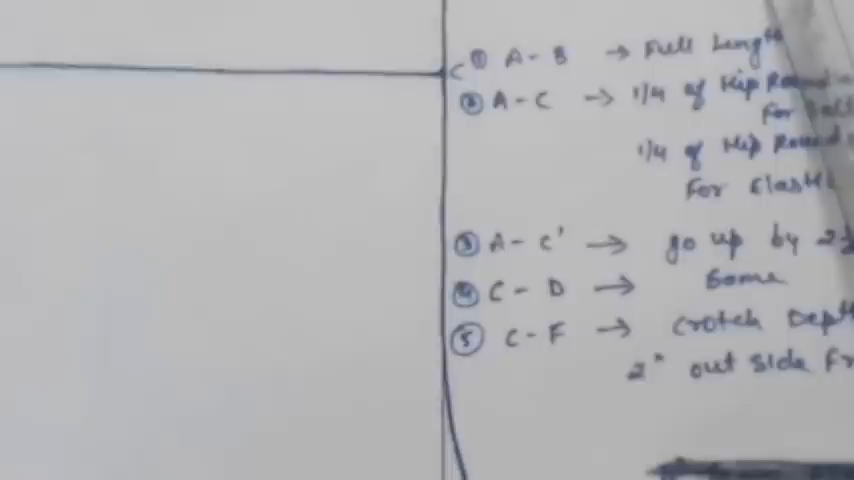 C ① A - B → Full Length
② A - C → 1/4 of Hip Round
For
1/4 of Hip Round
For Elastic
③ A - C' → go up by
④ C - D → Same
⑤ C - F → Crotch Depth
2" out side